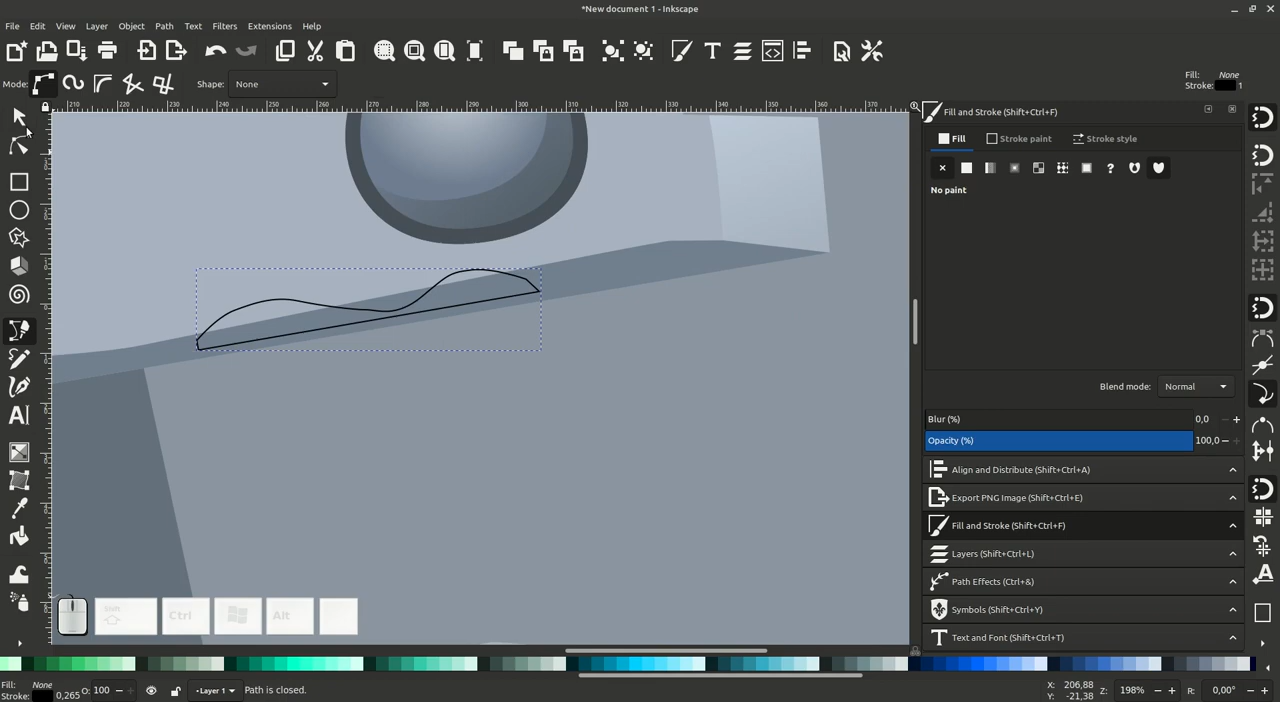 *New document 1 - Inkscape
File Edit View Layer Object Path Text Filters Extensions Help
Mode: Shape: None
Fill: None
Stroke: 1
210 220 230 240 250 260 270 280 290 300 310 320 330 340 350 360 370
Fill and Stroke (Shift+Ctrl+F)
Fill Stroke paint Stroke style
No paint
Blend mode: Normal
Blur (%) 0,0
Opacity (%) 100,0
Align and Distribute (Shift+Ctrl+A)
Export PNG Image (Shift+Ctrl+E)
Fill and Stroke (Shift+Ctrl+F)
Layers (Shift+Ctrl+L)
Path Effects (Ctrl+&)
Symbols (Shift+Ctrl+Y)
Text and Font (Shift+Ctrl+T)
Ctrl Alt
Fill: None
Stroke: 0,265 O: 100 •Layer 1 Path is closed. X: 206,88
Y: -21,38 Z: 198% R: 0,00°